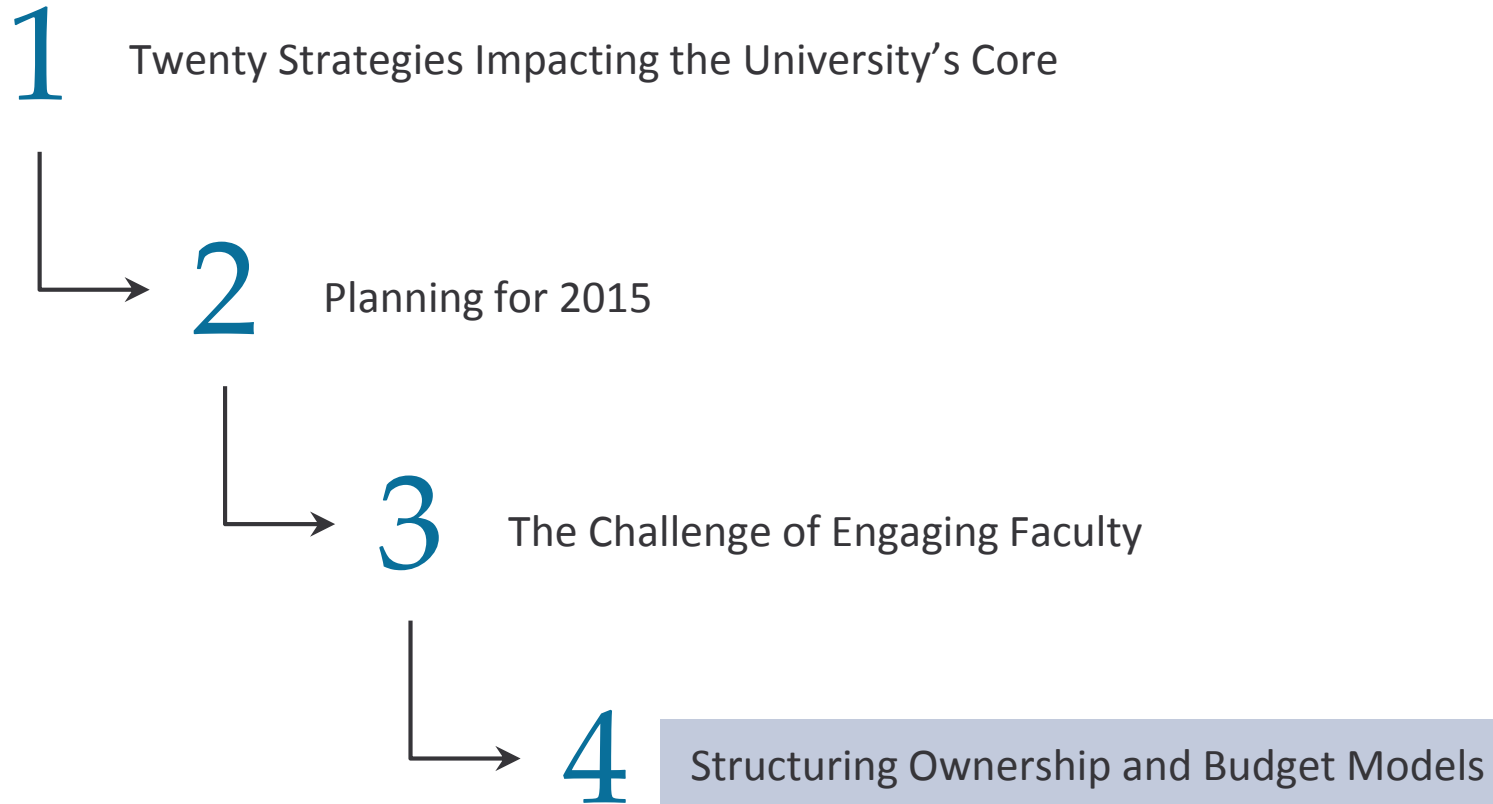 1 Twenty Strategies Impacting the University’s Core
2 Planning for 2015
3 The Challenge of Engaging Faculty
4 Structuring Ownership and Budget Models